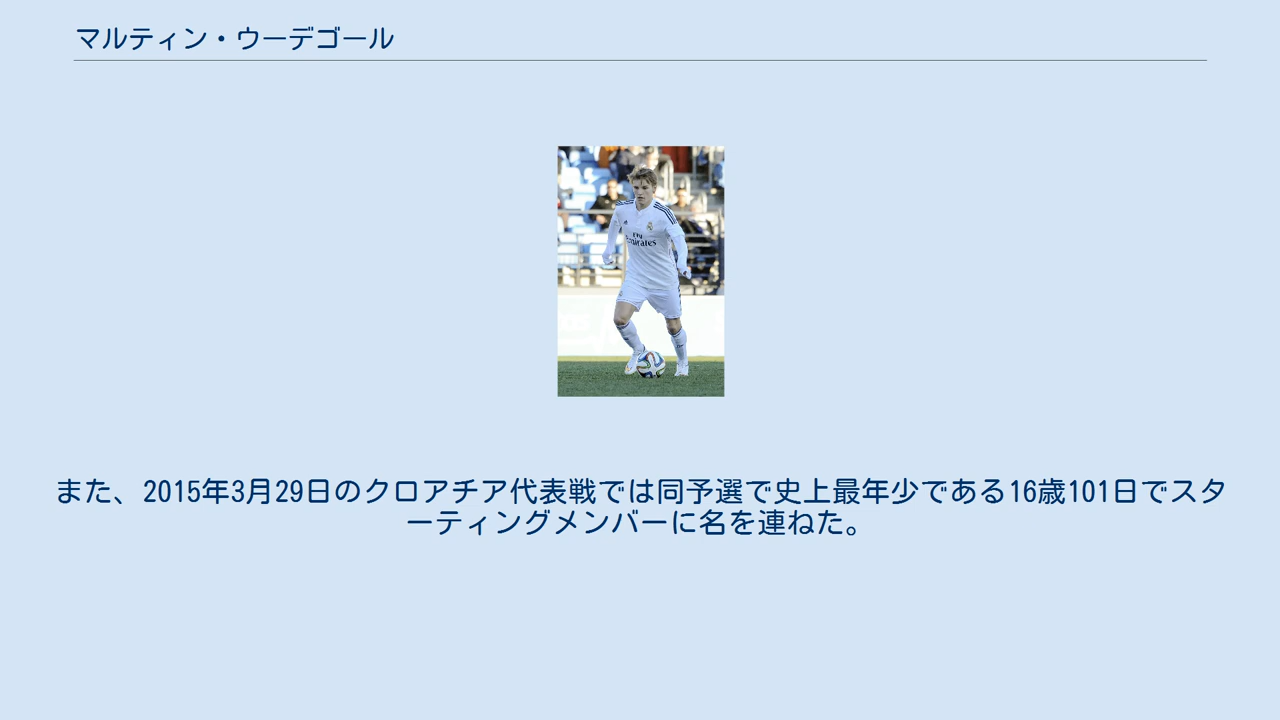 マルティン・ウーデゴール
Fly
Emirates
また、2015年3月29日のクロアチア代表戦では同予選で史上最年少である16歳101日でスタ
ーティングメンバーに名を連ねた。